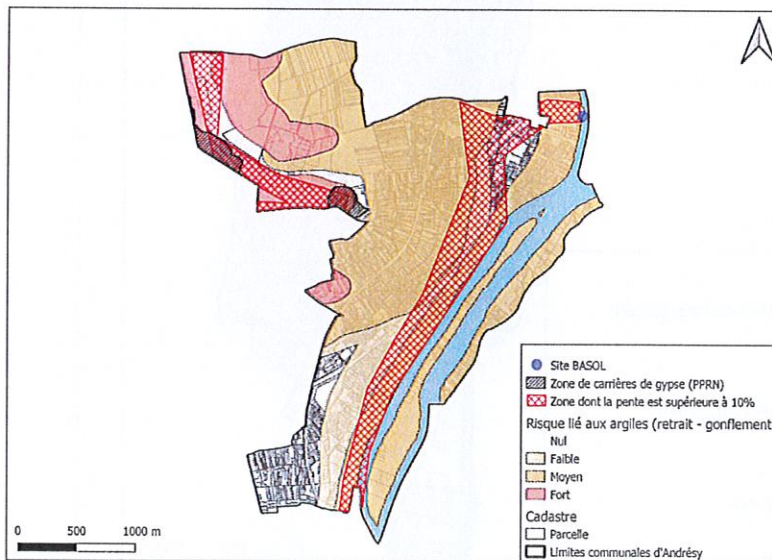 Site BASOL
Zone de carrières de gypse (PPRN)
Zone dont la pente est supérieure à 10%
Risque lié aux argiles (retrait - gonflement
Nul
Faible
Moyen
Fort
Cadastre
Parcelle
Limites communales d'Andrésy
0 500 1000 m